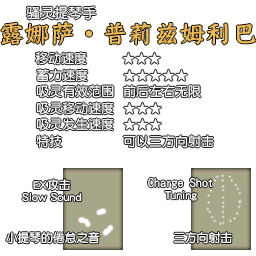 骚灵提琴手
露娜萨·普莉兹姆利巴
移动速度 ☆☆☆
蓄力速度 ☆☆☆☆☆
吸灵有效范围 前后左右无限
吸灵移动速度 ☆☆☆
吸灵发生速度 ☆☆☆
特技 可以三方向射击
EX攻击
Slow Sound
小提琴的倦怠之音
Change Shot
Tuning
三方向射击